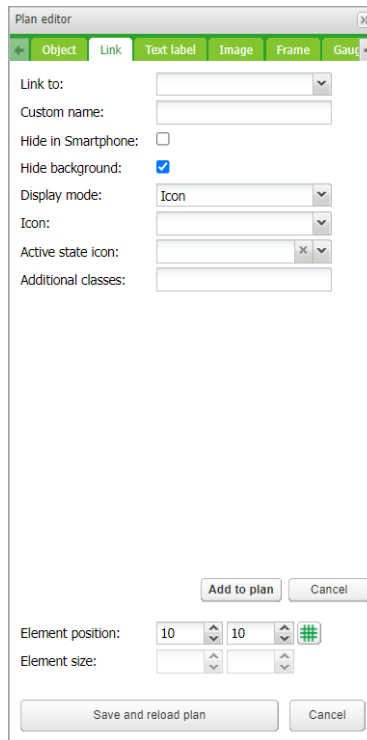 Plan editor
Object Link Text label Image Frame Gaug
Link to:
Custom name:
Hide in Smartphone:
Hide background:
Display mode: Icon
Icon:
Active state icon:
Additional classes:
Add to plan Cancel
Element position: 10 10
Element size:
Save and reload plan Cancel